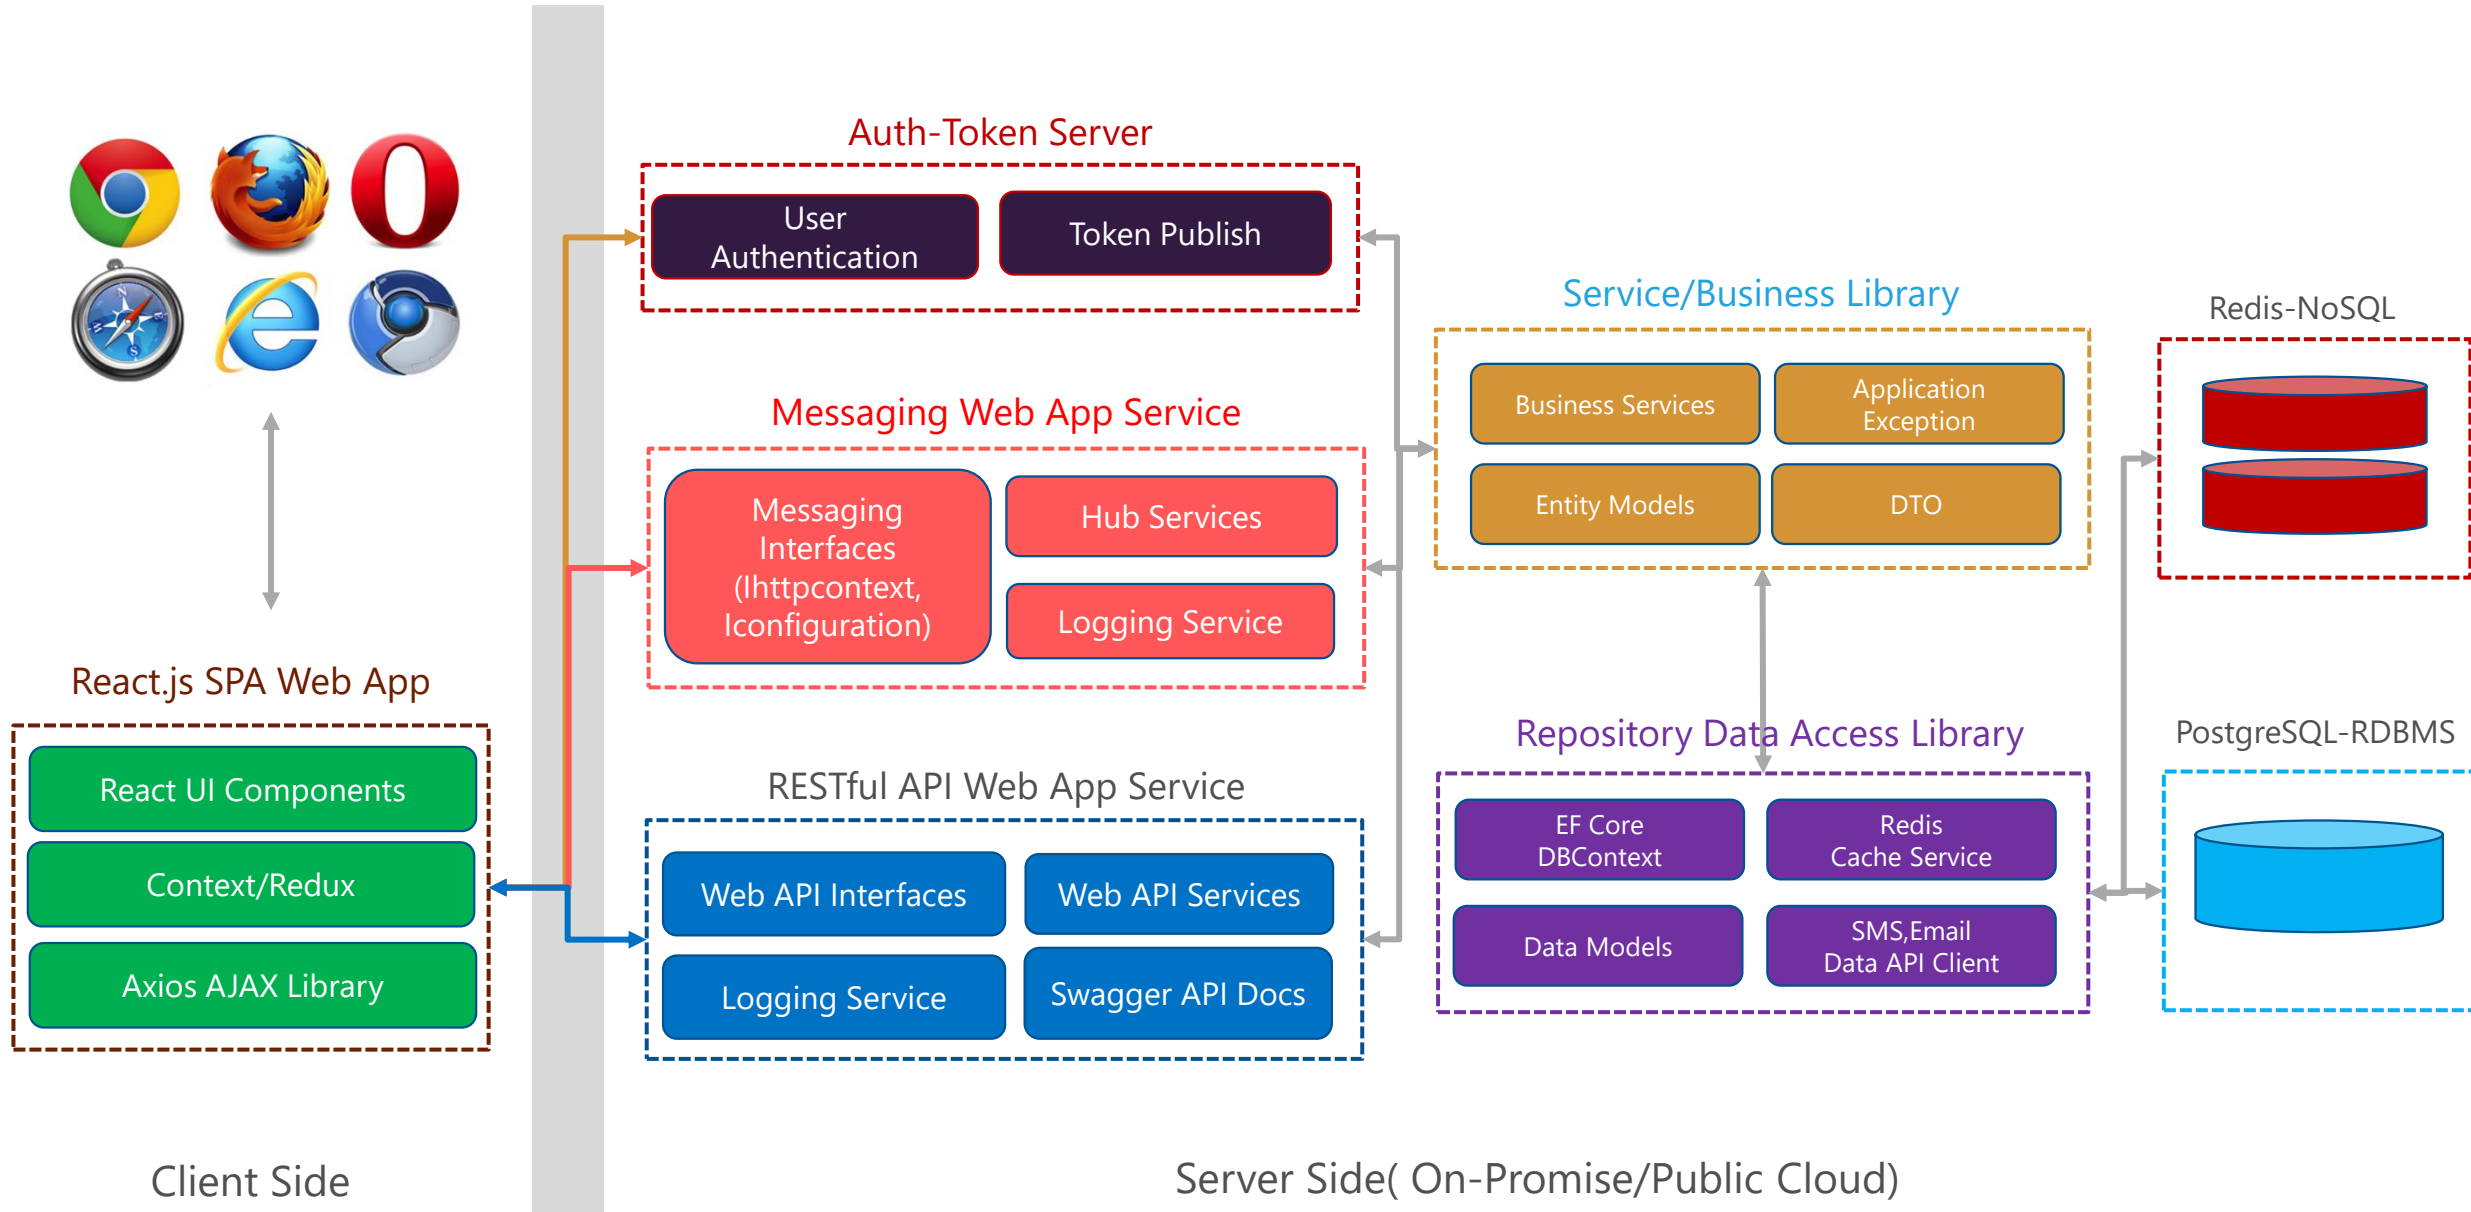 Auth-Token Server
User
Authentication
Token Publish
Messaging Web App Service
Messaging
Interfaces
(Ihttpcontext,
Iconfiguration)
Hub Services
Logging Service
React.js SPA Web App
React UI Components
Context/Redux
Axios AJAX Library
RESTful API Web App Service
Web API Interfaces
Web API Services
Logging Service
Swagger API Docs
Service/Business Library
Business Services
Application
Exception
Entity Models
DTO
Repository Data Access Library
EF Core
DBContext
Redis
Cache Service
Data Models
SMS,Email
Data API Client
Redis-NoSQL
PostgreSQL-RDBMS
Client Side
Server Side( On-Promise/Public Cloud)